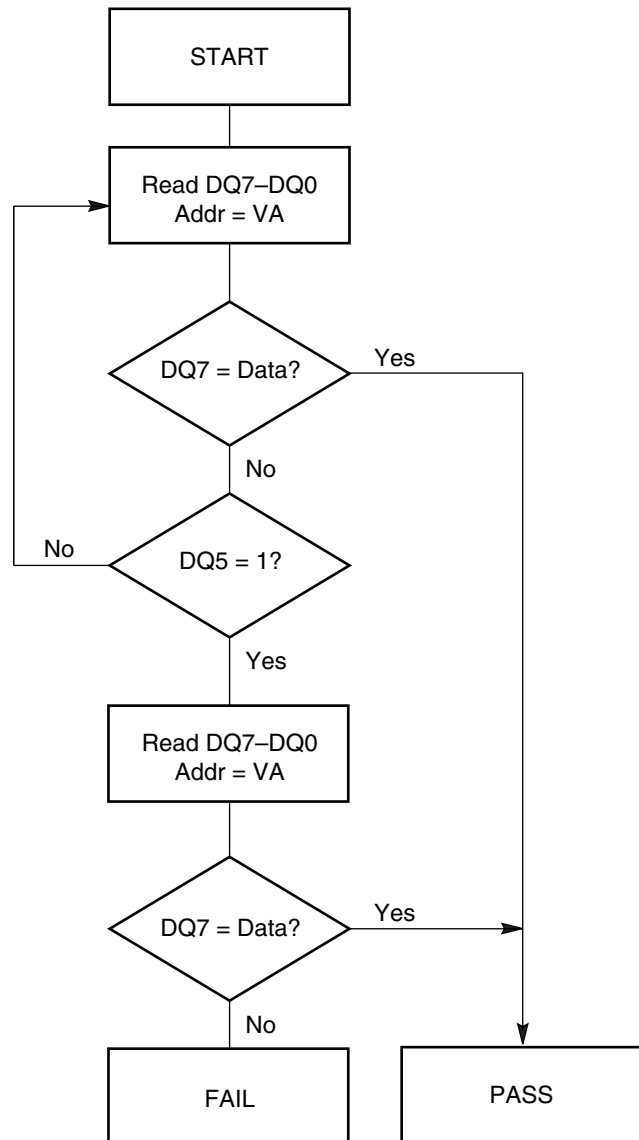 START
Read DQ7–DQ0
Addr = VA
DQ7 = Data?
Yes
No
No
DQ5 = 1?
Yes
Read DQ7–DQ0
Addr = VA
DQ7 = Data?
Yes
No
FAIL
PASS